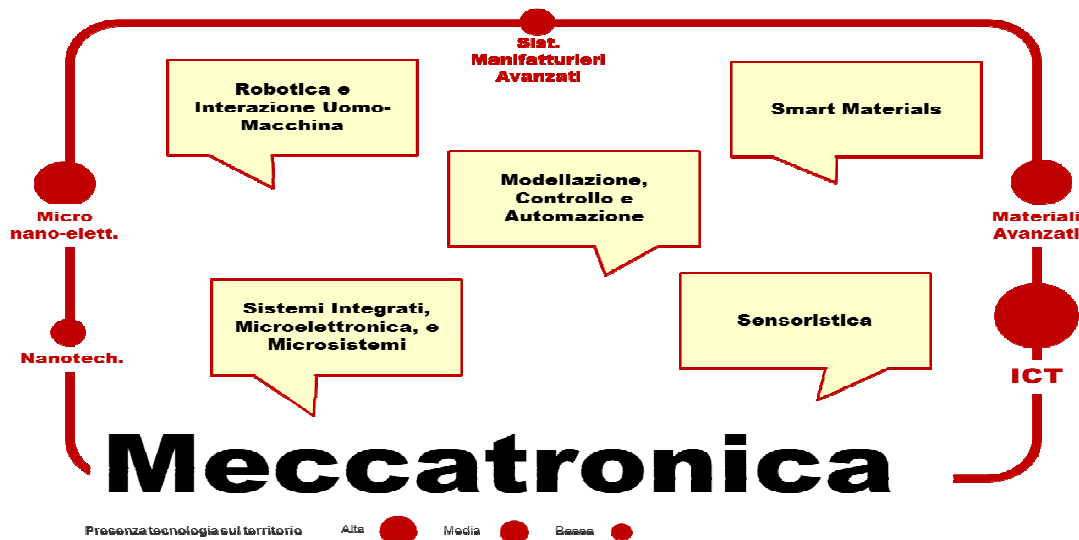 Sist.
Manifatturieri
Avanzati
Robotica e
Interazione Uomo-
Macchina
Smart Materials
Modellazione,
Controllo e
Automazione
Micro
nano-elett.
Materiali
Avanzati
Sistemi Integrati,
Microelettronica, e
Microsistemi
Sensoristica
Nanotech.
ICT
Meccatronica
Presenza tecnologia sul territorio Alta Media Bassa